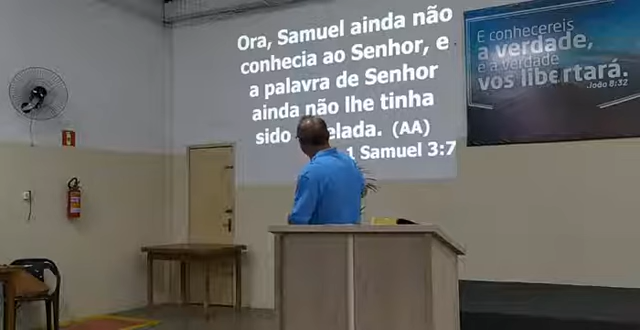 Ora, Samuel ainda não
conhecia ao Senhor, e
a palavra de Senhor
ainda não lhe tinha
sido elada. (AA)
1 Samuel 3:7
E conhecereis
a verdade,
e a verdade
vos libertará.
João 8:32